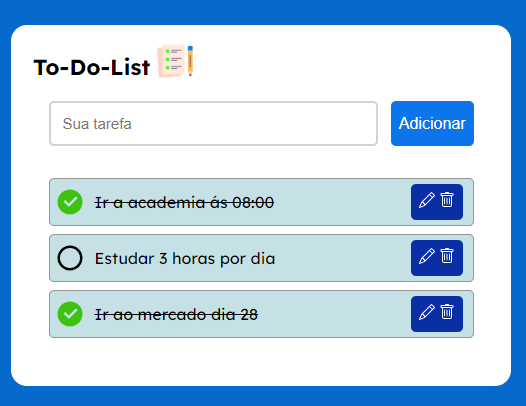 To-Do-List
Sua tarefa
Adicionar
Ir a academia ás 08:00
Estudar 3 horas por dia
Ir ao mercado dia 28